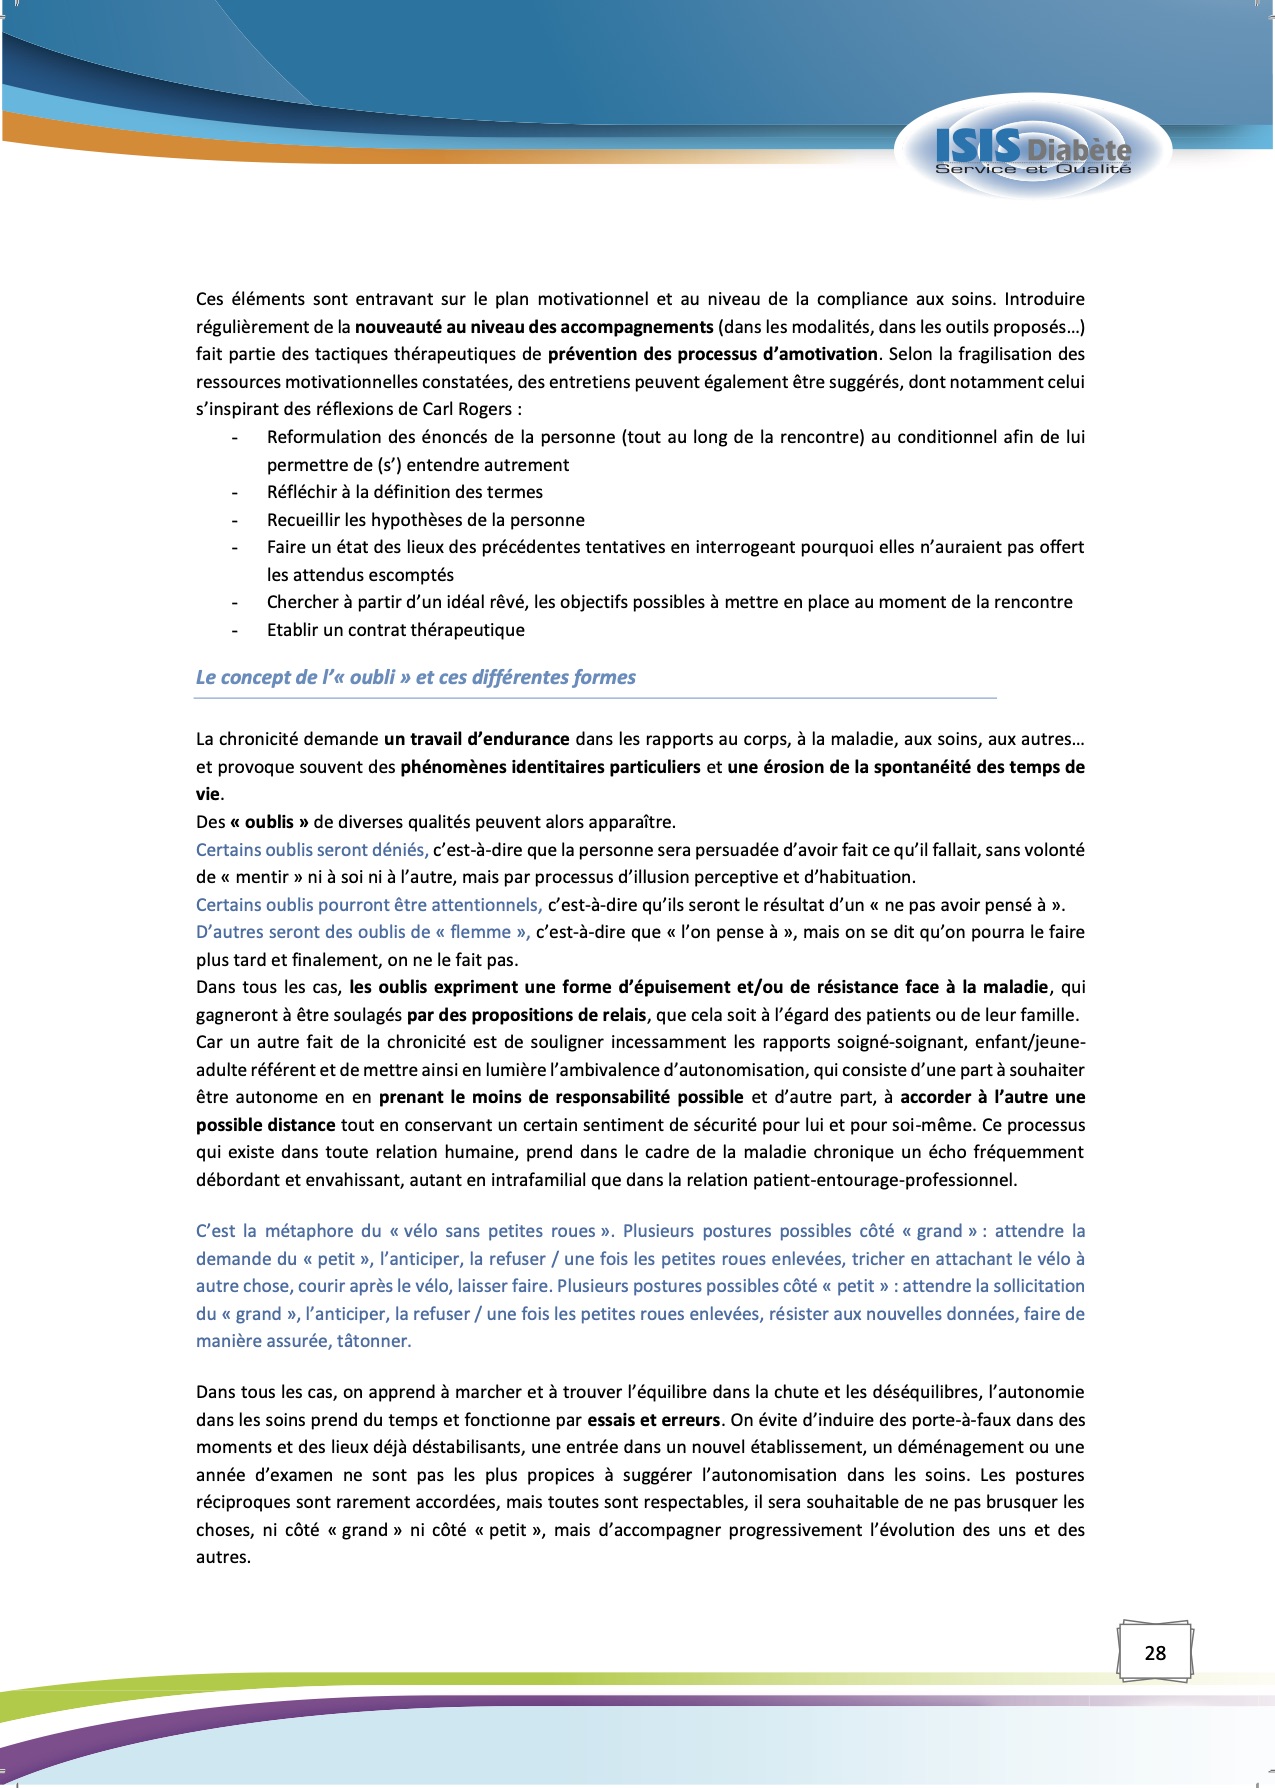 ISIS Diabète
Service et Qualité
Ces éléments sont entravant sur le plan motivationnel et au niveau de la compliance aux soins. Introduire
régulièrement de la nouveauté au niveau des accompagnements (dans les modalités, dans les outils proposés…)
fait partie des tactiques thérapeutiques de prévention des processus d’amotivation. Selon la fragilisation des
ressources motivationnelles constatées, des entretiens peuvent également être suggérés, dont notamment celui
s’inspirant des réflexions de Carl Rogers :
- Reformulation des énoncés de la personne (tout au long de la rencontre) au conditionnel afin de lui
permettre de (s’) entendre autrement
- Réfléchir à la définition des termes
- Recueillir les hypothèses de la personne
- Faire un état des lieux des précédentes tentatives en interrogeant pourquoi elles n’auraient pas offert
les attendus escomptés
- Chercher à partir d’un idéal rêvé, les objectifs possibles à mettre en place au moment de la rencontre
- Etablir un contrat thérapeutique
Le concept de l’« oubli » et ces différentes formes
La chronicité demande un travail d’endurance dans les rapports au corps, à la maladie, aux soins, aux autres…
et provoque souvent des phénomènes identitaires particuliers et une érosion de la spontanéité des temps de
vie.
Des « oublis » de diverses qualités peuvent alors apparaître.
Certains oublis seront déniés, c’est-à-dire que la personne sera persuadée d’avoir fait ce qu’il fallait, sans volonté
de « mentir » ni à soi ni à l’autre, mais par processus d’illusion perceptive et d’habituation.
Certains oublis pourront être attentionnels, c’est-à-dire qu’ils seront le résultat d’un « ne pas avoir pensé à ».
D’autres seront des oublis de « flemme », c’est-à-dire que « l’on pense à », mais on se dit qu’on pourra le faire
plus tard et finalement, on ne le fait pas.
Dans tous les cas, les oublis expriment une forme d’épuisement et/ou de résistance face à la maladie, qui
gagneront à être soulagés par des propositions de relais, que cela soit à l’égard des patients ou de leur famille.
Car un autre fait de la chronicité est de souligner incessamment les rapports soigné-soignant, enfant/jeune-
adulte référent et de mettre ainsi en lumière l’ambivalence d’autonomisation, qui consiste d’une part à souhaiter
être autonome en en prenant le moins de responsabilité possible et d’autre part, à accorder à l’autre une
possible distance tout en conservant un certain sentiment de sécurité pour lui et pour soi-même. Ce processus
qui existe dans toute relation humaine, prend dans le cadre de la maladie chronique un écho fréquemment
débordant et envahissant, autant en intrafamilial que dans la relation patient-entourage-professionnel.
C’est la métaphore du « vélo sans petites roues ». Plusieurs postures possibles côté « grand » : attendre la
demande du « petit », l’anticiper, la refuser / une fois les petites roues enlevées, tricher en attachant le vélo à
autre chose, courir après le vélo, laisser faire. Plusieurs postures possibles côté « petit » : attendre la sollicitation
du « grand », l’anticiper, la refuser / une fois les petites roues enlevées, résister aux nouvelles données, faire de
manière assurée, tâtonner.
Dans tous les cas, on apprend à marcher et à trouver l’équilibre dans la chute et les déséquilibres, l’autonomie
dans les soins prend du temps et fonctionne par essais et erreurs. On évite d’induire des porte-à-faux dans des
moments et des lieux déjà déstabilisants, une entrée dans un nouvel établissement, un déménagement ou une
année d’examen ne sont pas les plus propices à suggérer l’autonomisation dans les soins. Les postures
réciproques sont rarement accordées, mais toutes sont respectables, il sera souhaitable de ne pas brusquer les
choses, ni côté « grand » ni côté « petit », mais d’accompagner progressivement l’évolution des uns et des
autres.
28